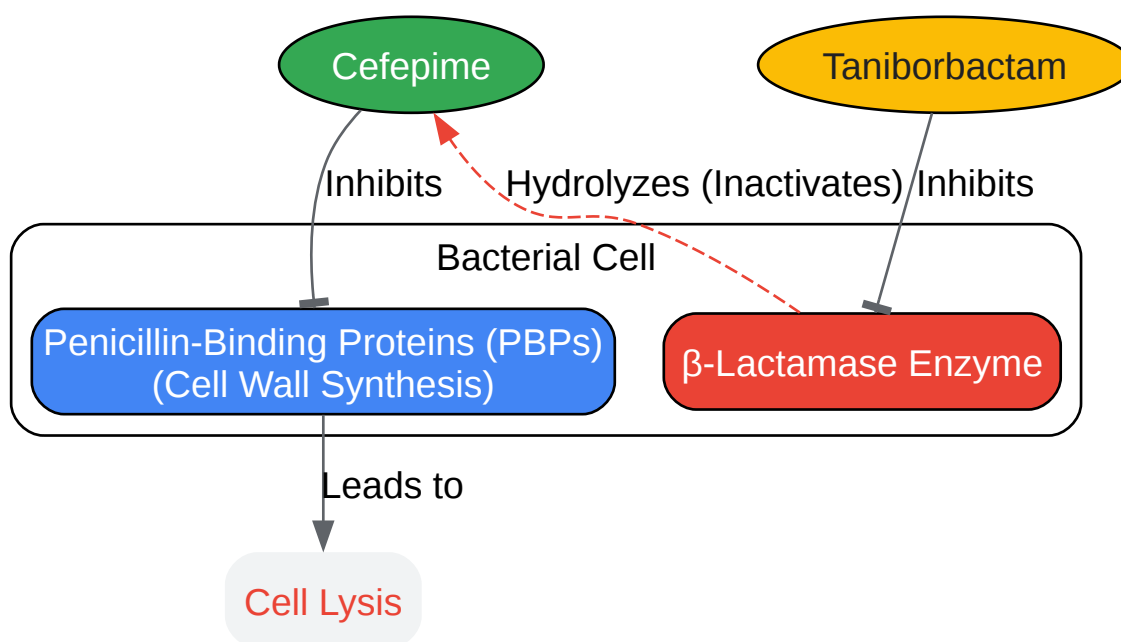 Cefepime
Taniborbactam
Inhibits
Hydrolyzes (Inactivates)
Inhibits
Bacterial Cell
Penicillin-Binding Proteins (PBPs)
(Cell Wall Synthesis)
β-Lactamase Enzyme
Leads to
Cell Lysis